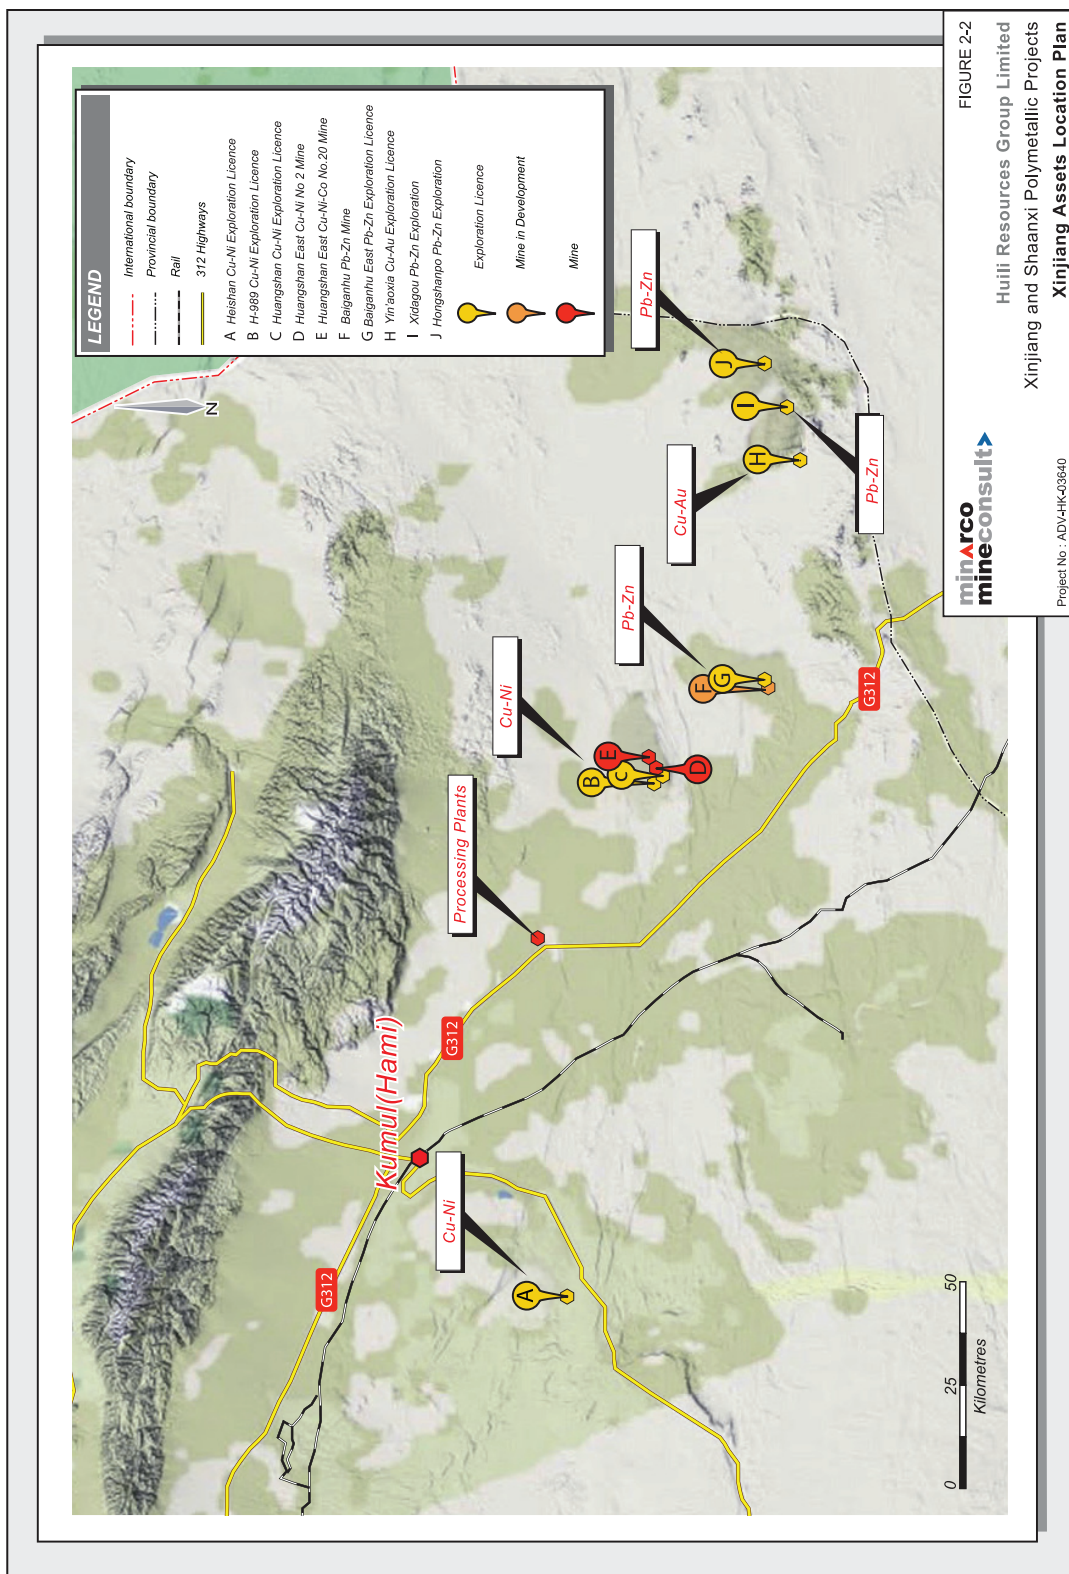 LEGEND
International boundary
Provincial boundary
Rail
312 Highways
A Heishan Cu-Ni Exploration Licence
B H-989 Cu-Ni Exploration Licence
C Huangshan Cu-Ni Exploration Licence
D Huangshan East Cu-Ni No 2 Mine
E Huangshan East Cu-Ni-Co No.20 Mine
F Baiganhu Pb-Zn Mine
G Baiganhu East Pb-Zn Exploration Licence
H Yin'aoxia Cu-Au Exploration Licence
I Xidagou Pb-Zn Exploration
J Hongshanpo Pb-Zn Exploration
Exploration Licence
Mine in Development
Mine
N
G312
Kumul(Hami)
G312
Cu-Ni
A
Processing Plants
Cu-Ni
B
C
E
D
Pb-Zn
F
G
Cu-Au
H
Pb-Zn
J
I
Pb-Zn
G312
0 25 50
Kilometres
FIGURE 2-2
Huili Resources Group Limited
Xinjiang and Shaanxi Polymetallic Projects
Xinjiang Assets Location Plan
minarco
mineconsult
Project No : ADV-HK-03640